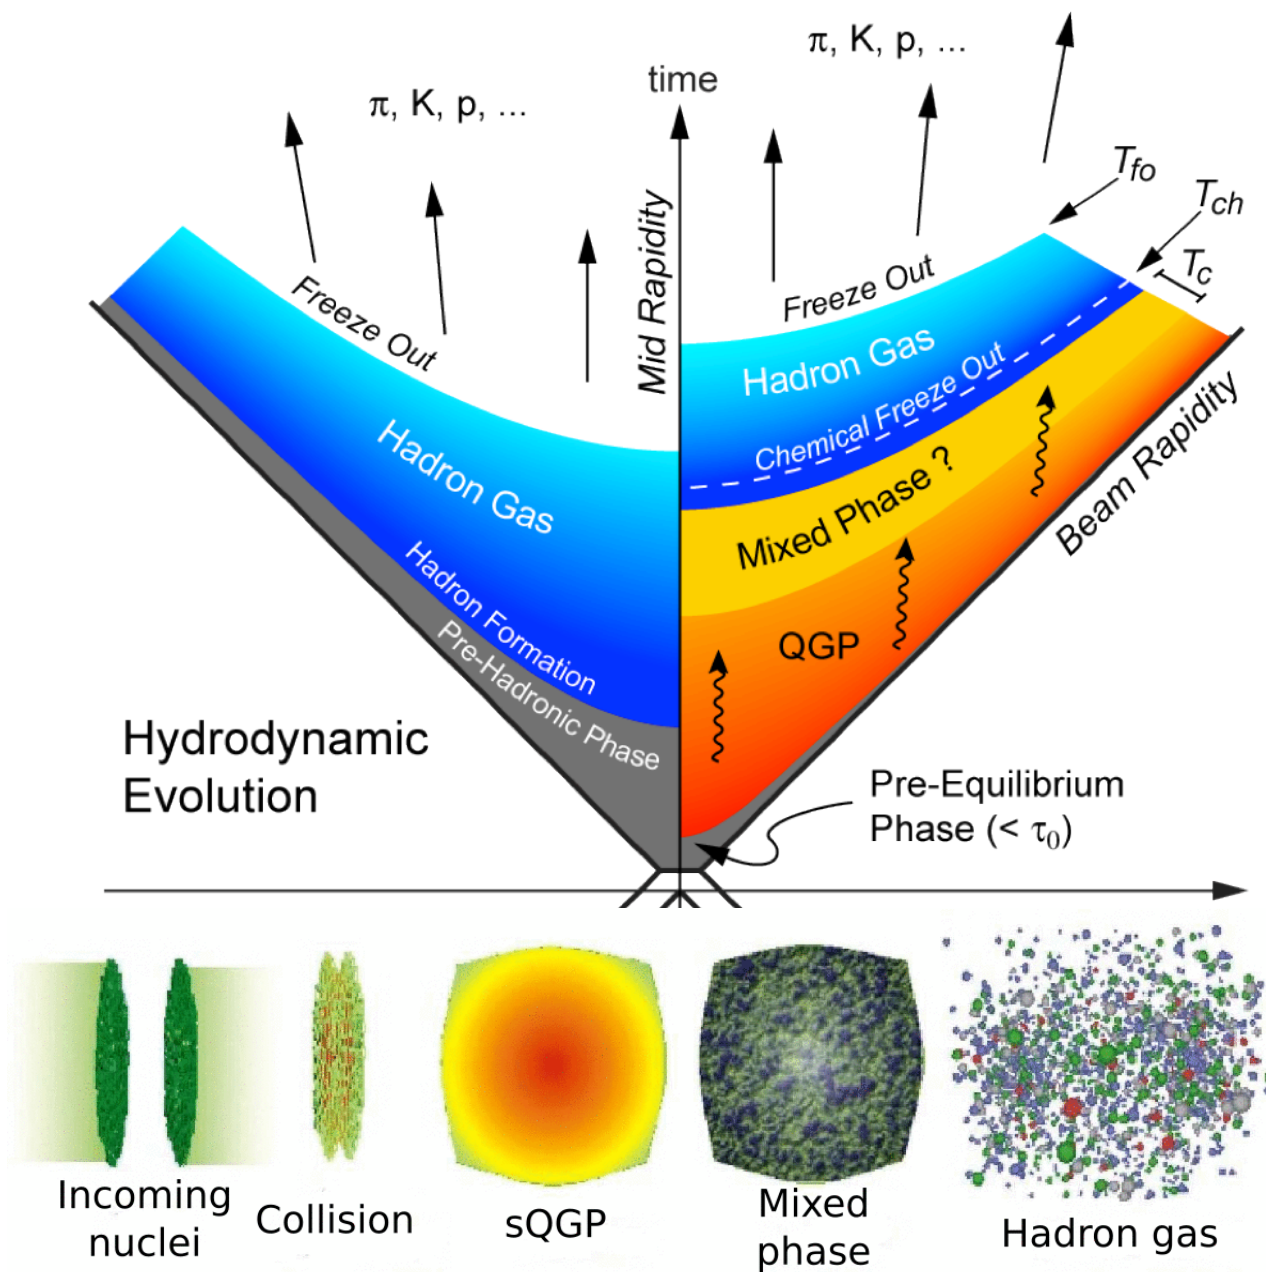 π, K, p, ...
π, K, p, ...
time
Mid Rapidity
T_fo
T_ch
T_c
Freeze Out
Freeze Out
Hadron Gas
Hadron Gas
Chemical Freeze Out
Mixed Phase ?
Beam Rapidity
Hadron Formation
Pre-Hadronic Phase
QGP
Hydrodynamic
Evolution
Pre-Equilibrium
Phase (< τ₀)
Incoming
nuclei
Collision
sQGP
Mixed
phase
Hadron gas